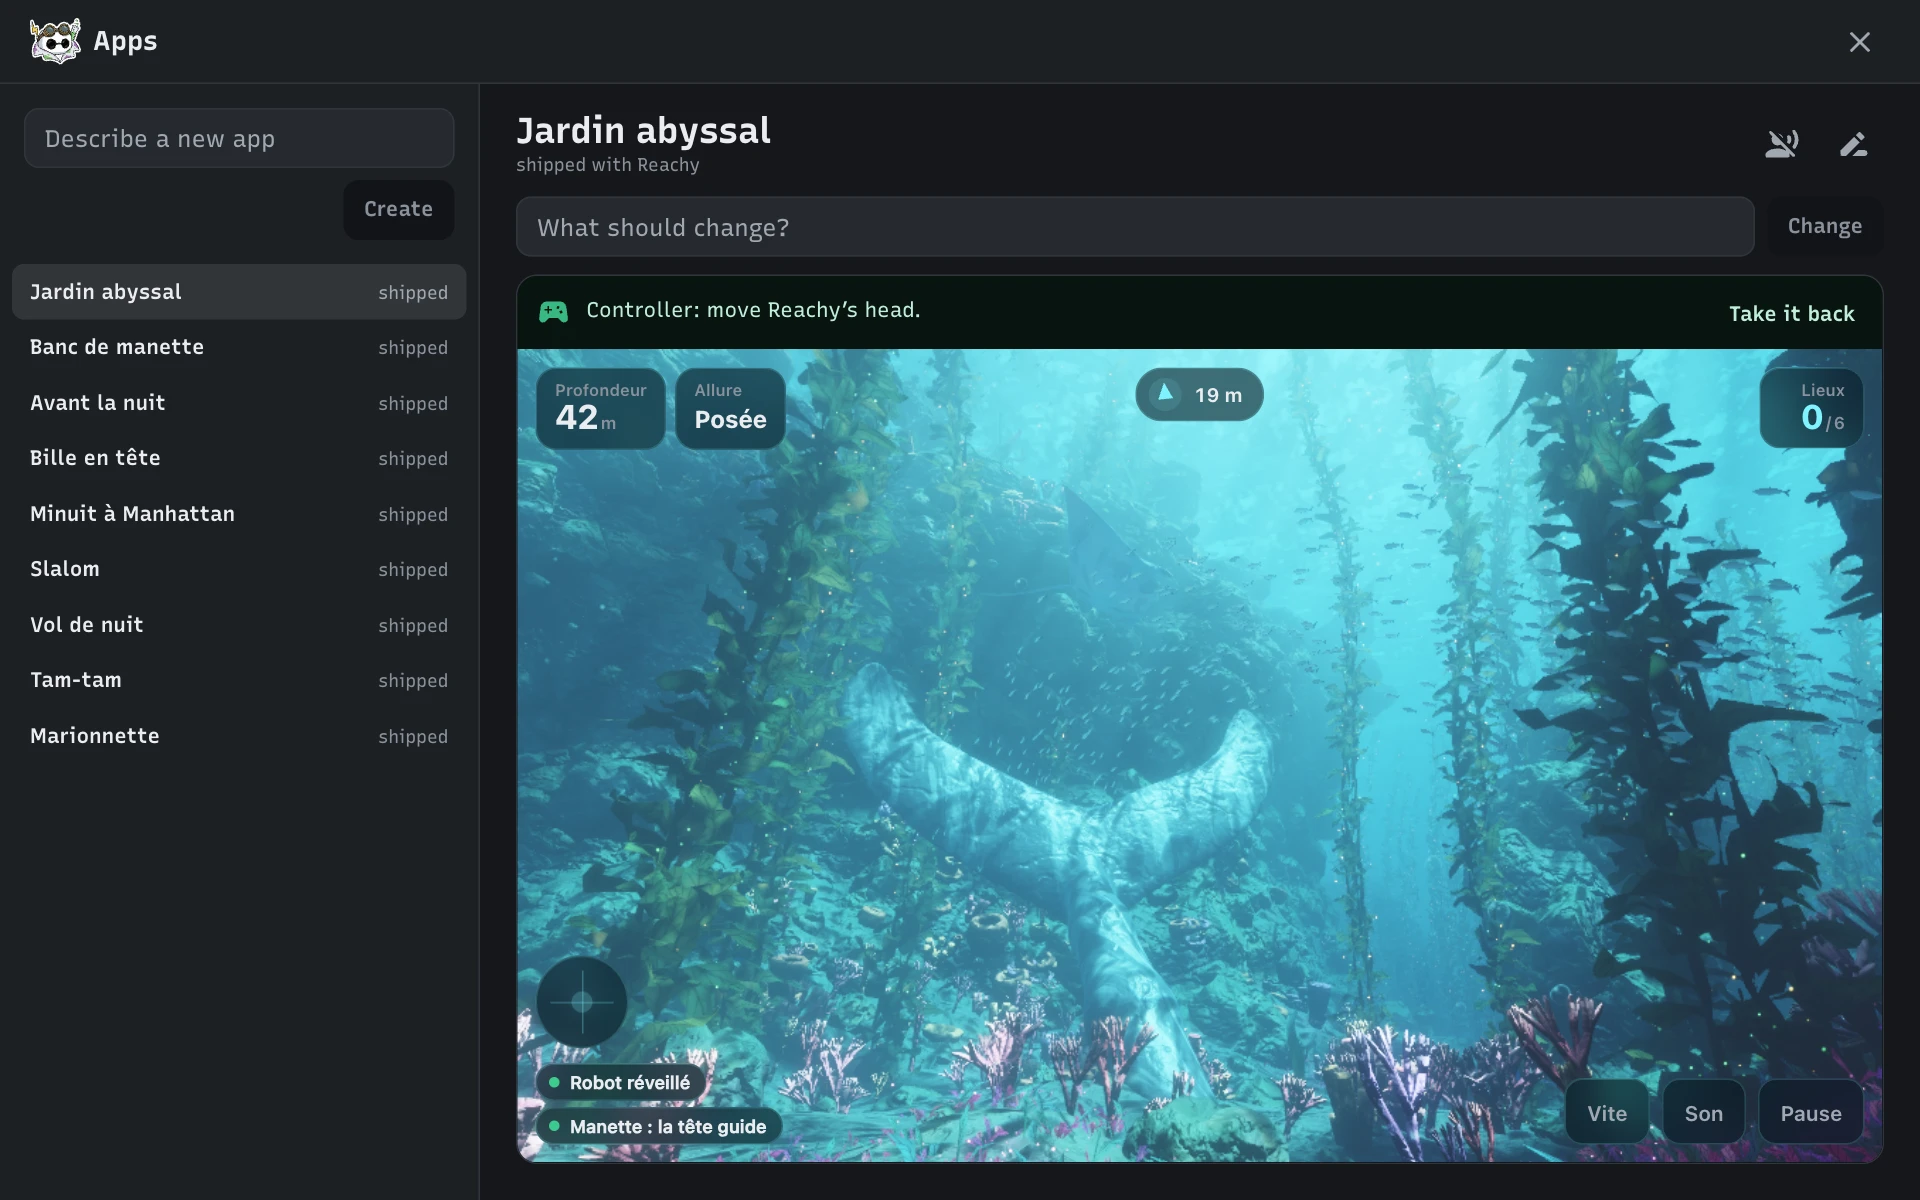 Apps
Describe a new app
Create
Jardin abyssal shipped
Banc de manette shipped
Avant la nuit shipped
Bille en tête shipped
Minuit à Manhattan shipped
Slalom shipped
Vol de nuit shipped
Tam-tam shipped
Marionnette shipped
Jardin abyssal
shipped with Reachy
What should change?
Change
Controller: move Reachy’s head.
Take it back
Profondeur
42 m
Allure
Posée
19 m
Lieux
0/6
Robot réveillé
Manette : la tête guide
Vite
Son
Pause